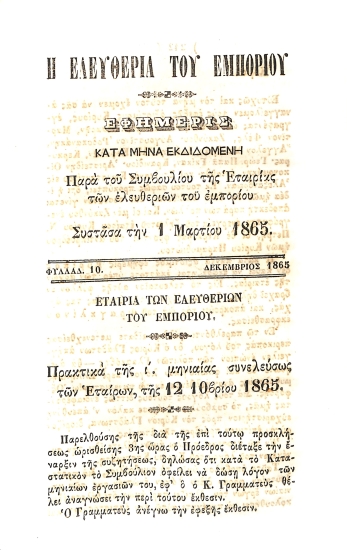 Η ΕΛΕΥΘΕΡΙΑ ΤΟΥ ΕΜΠΟΡΙΟΥ
ΕΦΗΜΕΡΙΣ
ΚΑΤΑ ΜΗΝΑ ΕΚΔΙΔΟΜΕΝΗ
Παρὰ τοῦ Συμβουλίου τῆς Ἑταιρίας
τῶν ἐλευθεριῶν τοῦ ἐμπορίου
Συστᾶσα τὴν 1 Μαρτίου 1865.
ΦΥΛΛΑΔ. 10. ΔΕΚΕΜΒΡΙΟΣ 1865
ΕΤΑΙΡΙΑ ΤΩΝ ΕΛΕΥΘΕΡΙΩΝ
ΤΟΥ ΕΜΠΟΡΙΟΥ.
Πρακτικὰ τῆς ί. μηνιαίας συνελεύσεως
τῶν Ἑταίρων, τῆς 12 10βρίου 1865.
Παρελθούσης τῆς διὰ τῆς ἐπὶ τούτῳ προσκλή-
σεως ὡρισθείσης 3ης ὥρας ὁ Πρόεδρος διέταξε τὴν ἔ-
ναρξιν τῆς συζητήσεως, δηλώσας ὅτι κατὰ τὸ Κατα-
στατικὸν τὸ Συμβούλιον ὀφείλει νὰ δώσῃ λόγον τῶν
μηνιαίων ἐργασιῶν του, ἐφ' ᾧ ὁ Κ. Γραμματεὺς θέ-
λει ἀναγνώσει τὴν περὶ τούτου ἔκθεσιν.
Ὁ Γραμματεὺς ἀνέγνω τὴν ἐφεξῆς ἔκθεσιν.